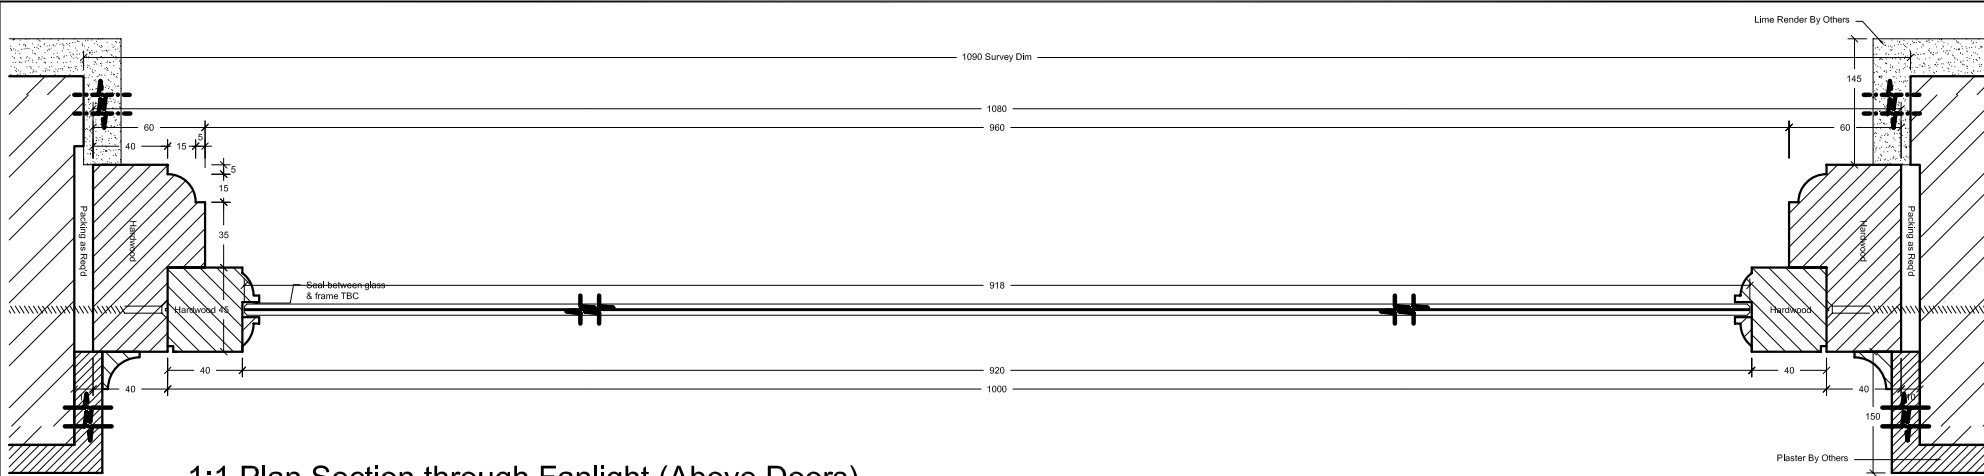 Lime Render By Others
1090 Survey Dim
145
1080
60
960
60
5
40
15
5
15
35
Packing as Req'd
Hardwood
Hardwood
Packing as Req'd
Seal between glass
& frame TBC
918
Hardwood 45
Hardwood
40
920
40
40
1000
40
10
150
Plaster By Others
1:1 Plan Section through Fanlight (Above Doors)